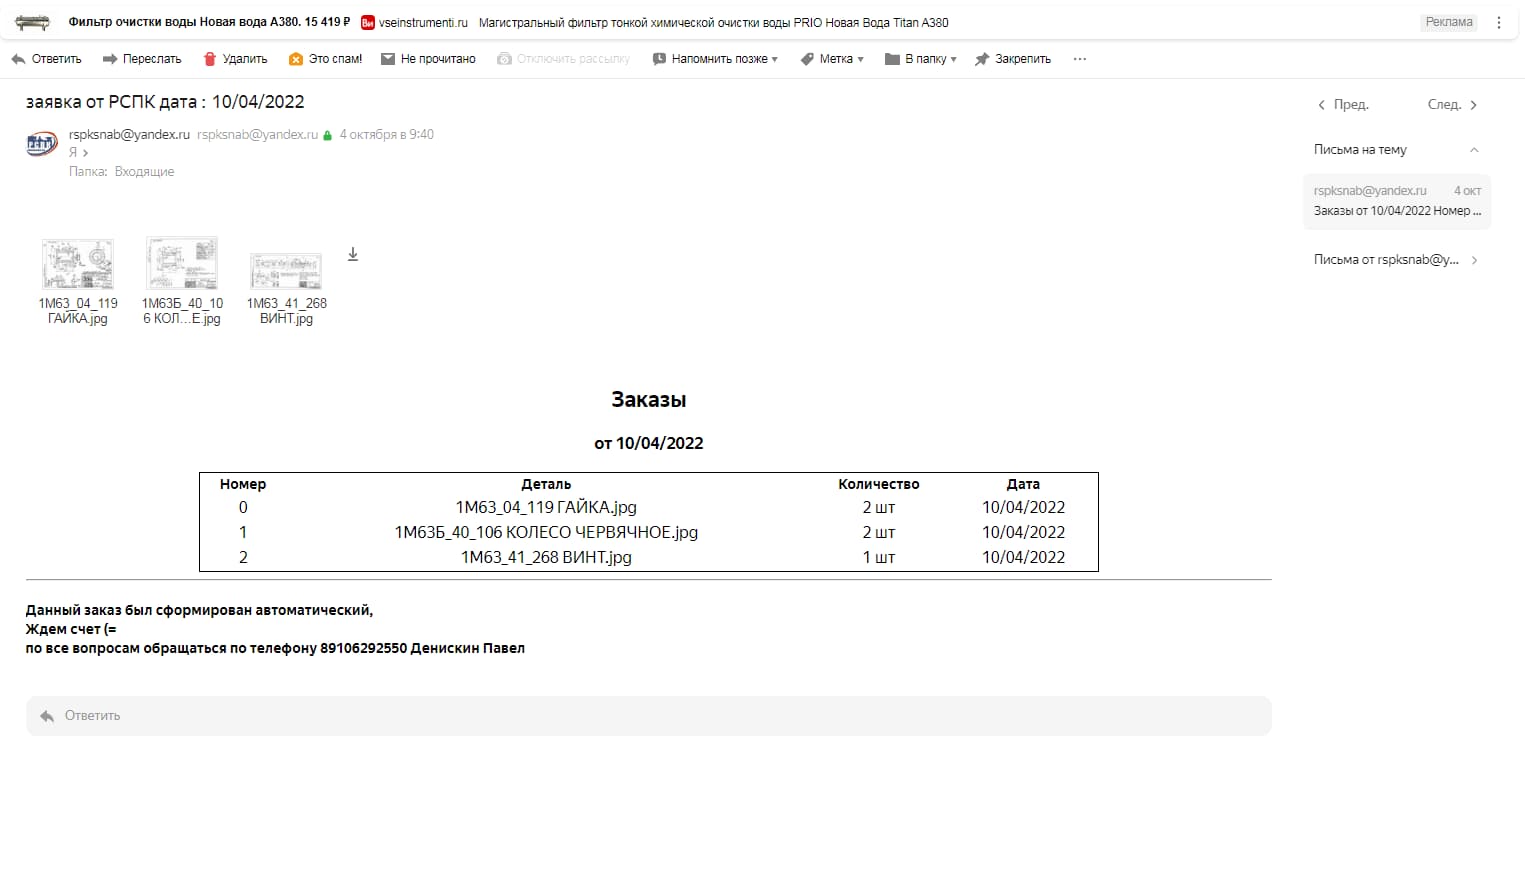 Фильтр очистки воды Новая вода А380. 15 419 ₽ Ви vseinstrumenti.ru Магистральный фильтр тонкой химической очистки воды PRIO Новая Вода Titan A380 Реклама
Ответить Переслать Удалить Это спам! Не прочитано Отключить рассылку Напомнить позже Метка В папку Закрепить ...
заявка от РСПК дата : 10/04/2022
Пред. След.
rspksnab@yandex.ru rspksnab@yandex.ru 4 октября в 9:40
Я
Папка: Входящие
Письма на тему
rspksnab@yandex.ru 4 окт
Заказы от 10/04/2022 Номер ...
Письма от rspksnab@y...
1М63_04_119 ГАЙКА.jpg
1М63Б_40_10
6 КОЛ...Е.jpg
1М63_41_268 ВИНТ.jpg
Заказы
от 10/04/2022
Номер Деталь Количество Дата
0 1М63_04_119 ГАЙКА.jpg 2 шт 10/04/2022
1 1М63Б_40_106 КОЛЕСО ЧЕРВЯЧНОЕ.jpg 2 шт 10/04/2022
2 1М63_41_268 ВИНТ.jpg 1 шт 10/04/2022
Данный заказ был сформирован автоматический,
Ждем счет (=
по все вопросам обращаться по телефону 89106292550 Денискин Павел
Ответить